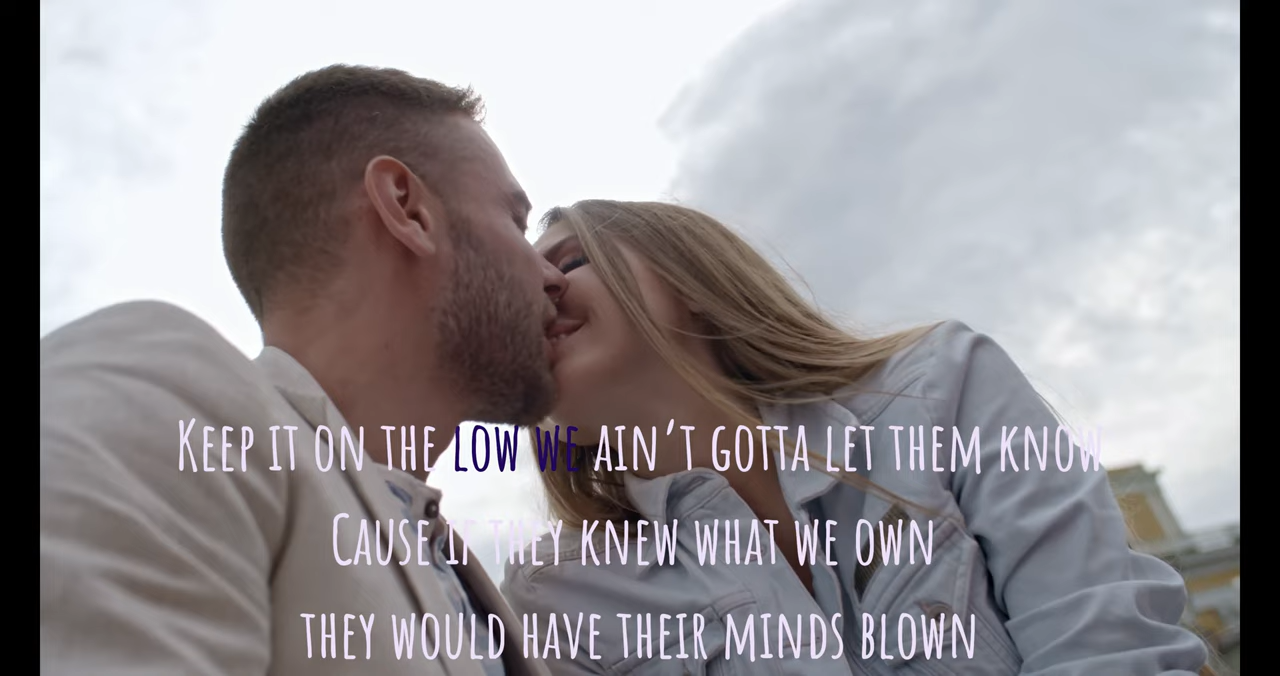 Keep it on the low we ain't gotta let them know
Cause if they knew what we own
they would have their minds blown